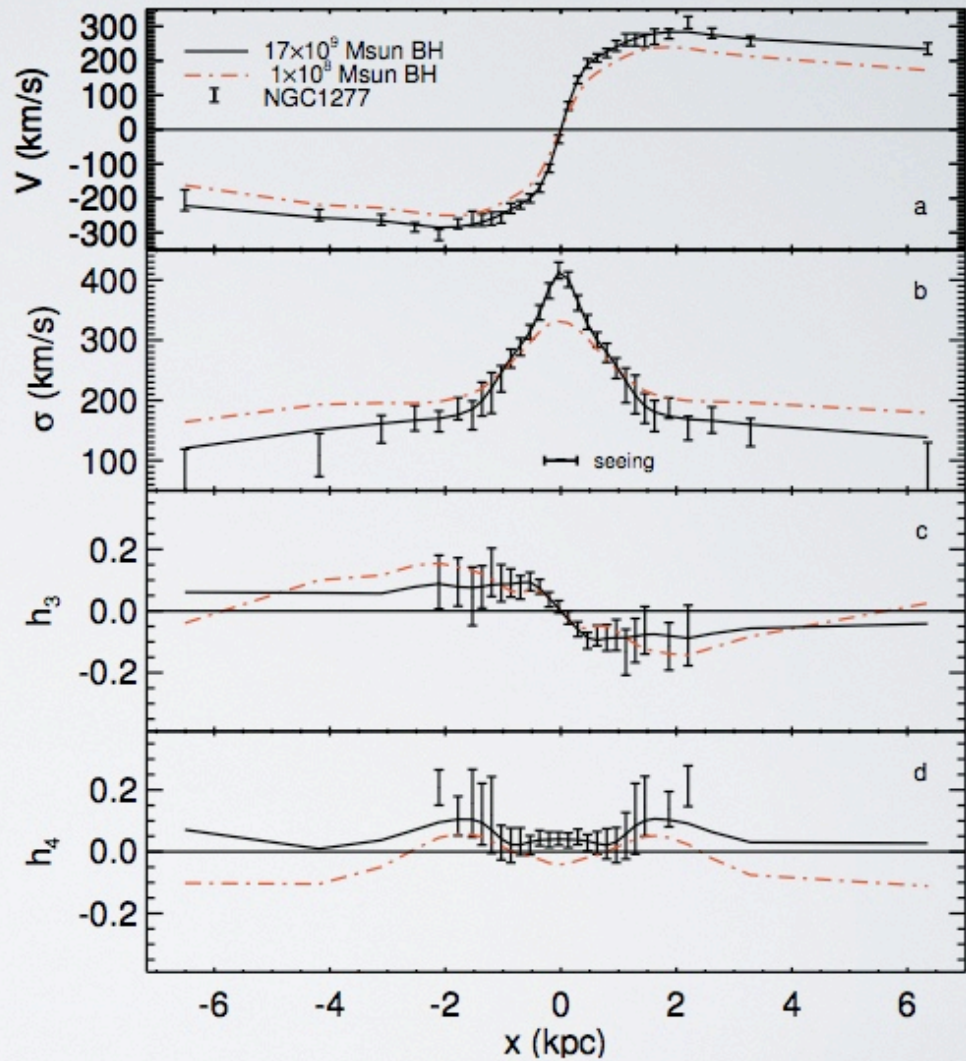 300
200
100
0
-100
-200
-300
V (km/s)
17×10⁹ Msun BH
1×10⁸ Msun BH
NGC1277
a
400
300
200
100
σ (km/s)
b
seeing
0.2
0.0
-0.2
h₃
c
0.2
0.0
-0.2
h₄
d
-6 -4 -2 0 2 4 6
x (kpc)